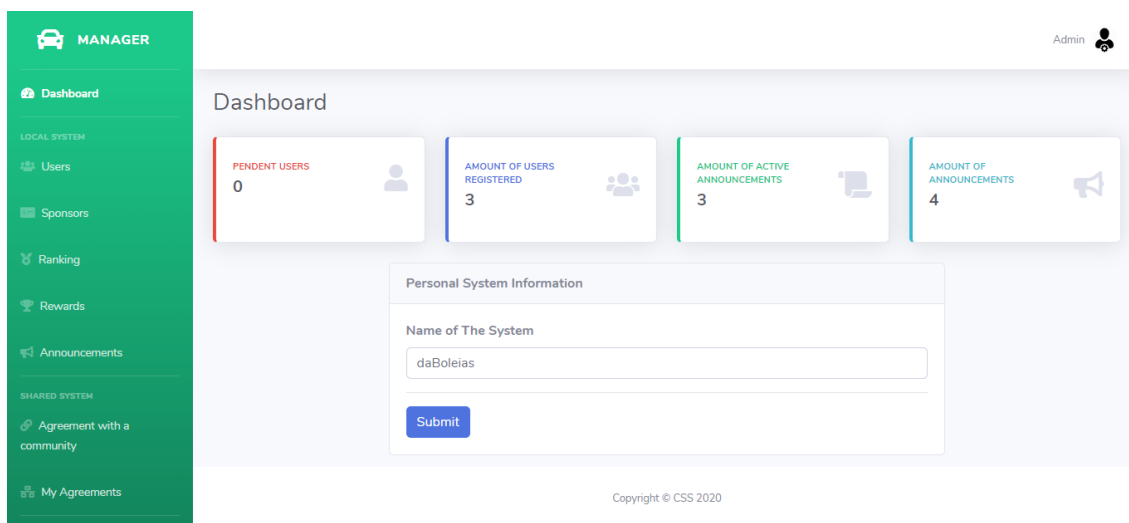 MANAGER
Admin
Dashboard
LOCAL SYSTEM
Users
Sponsors
Ranking
Rewards
Announcements
SHARED SYSTEM
Agreement with a
community
My Agreements
Dashboard
PENDENT USERS
0
AMOUNT OF USERS
REGISTERED
3
AMOUNT OF ACTIVE
ANNOUNCEMENTS
3
AMOUNT OF
ANNOUNCEMENTS
4
Personal System Information
Name of The System
daBoleias
Submit
Copyright © CSS 2020